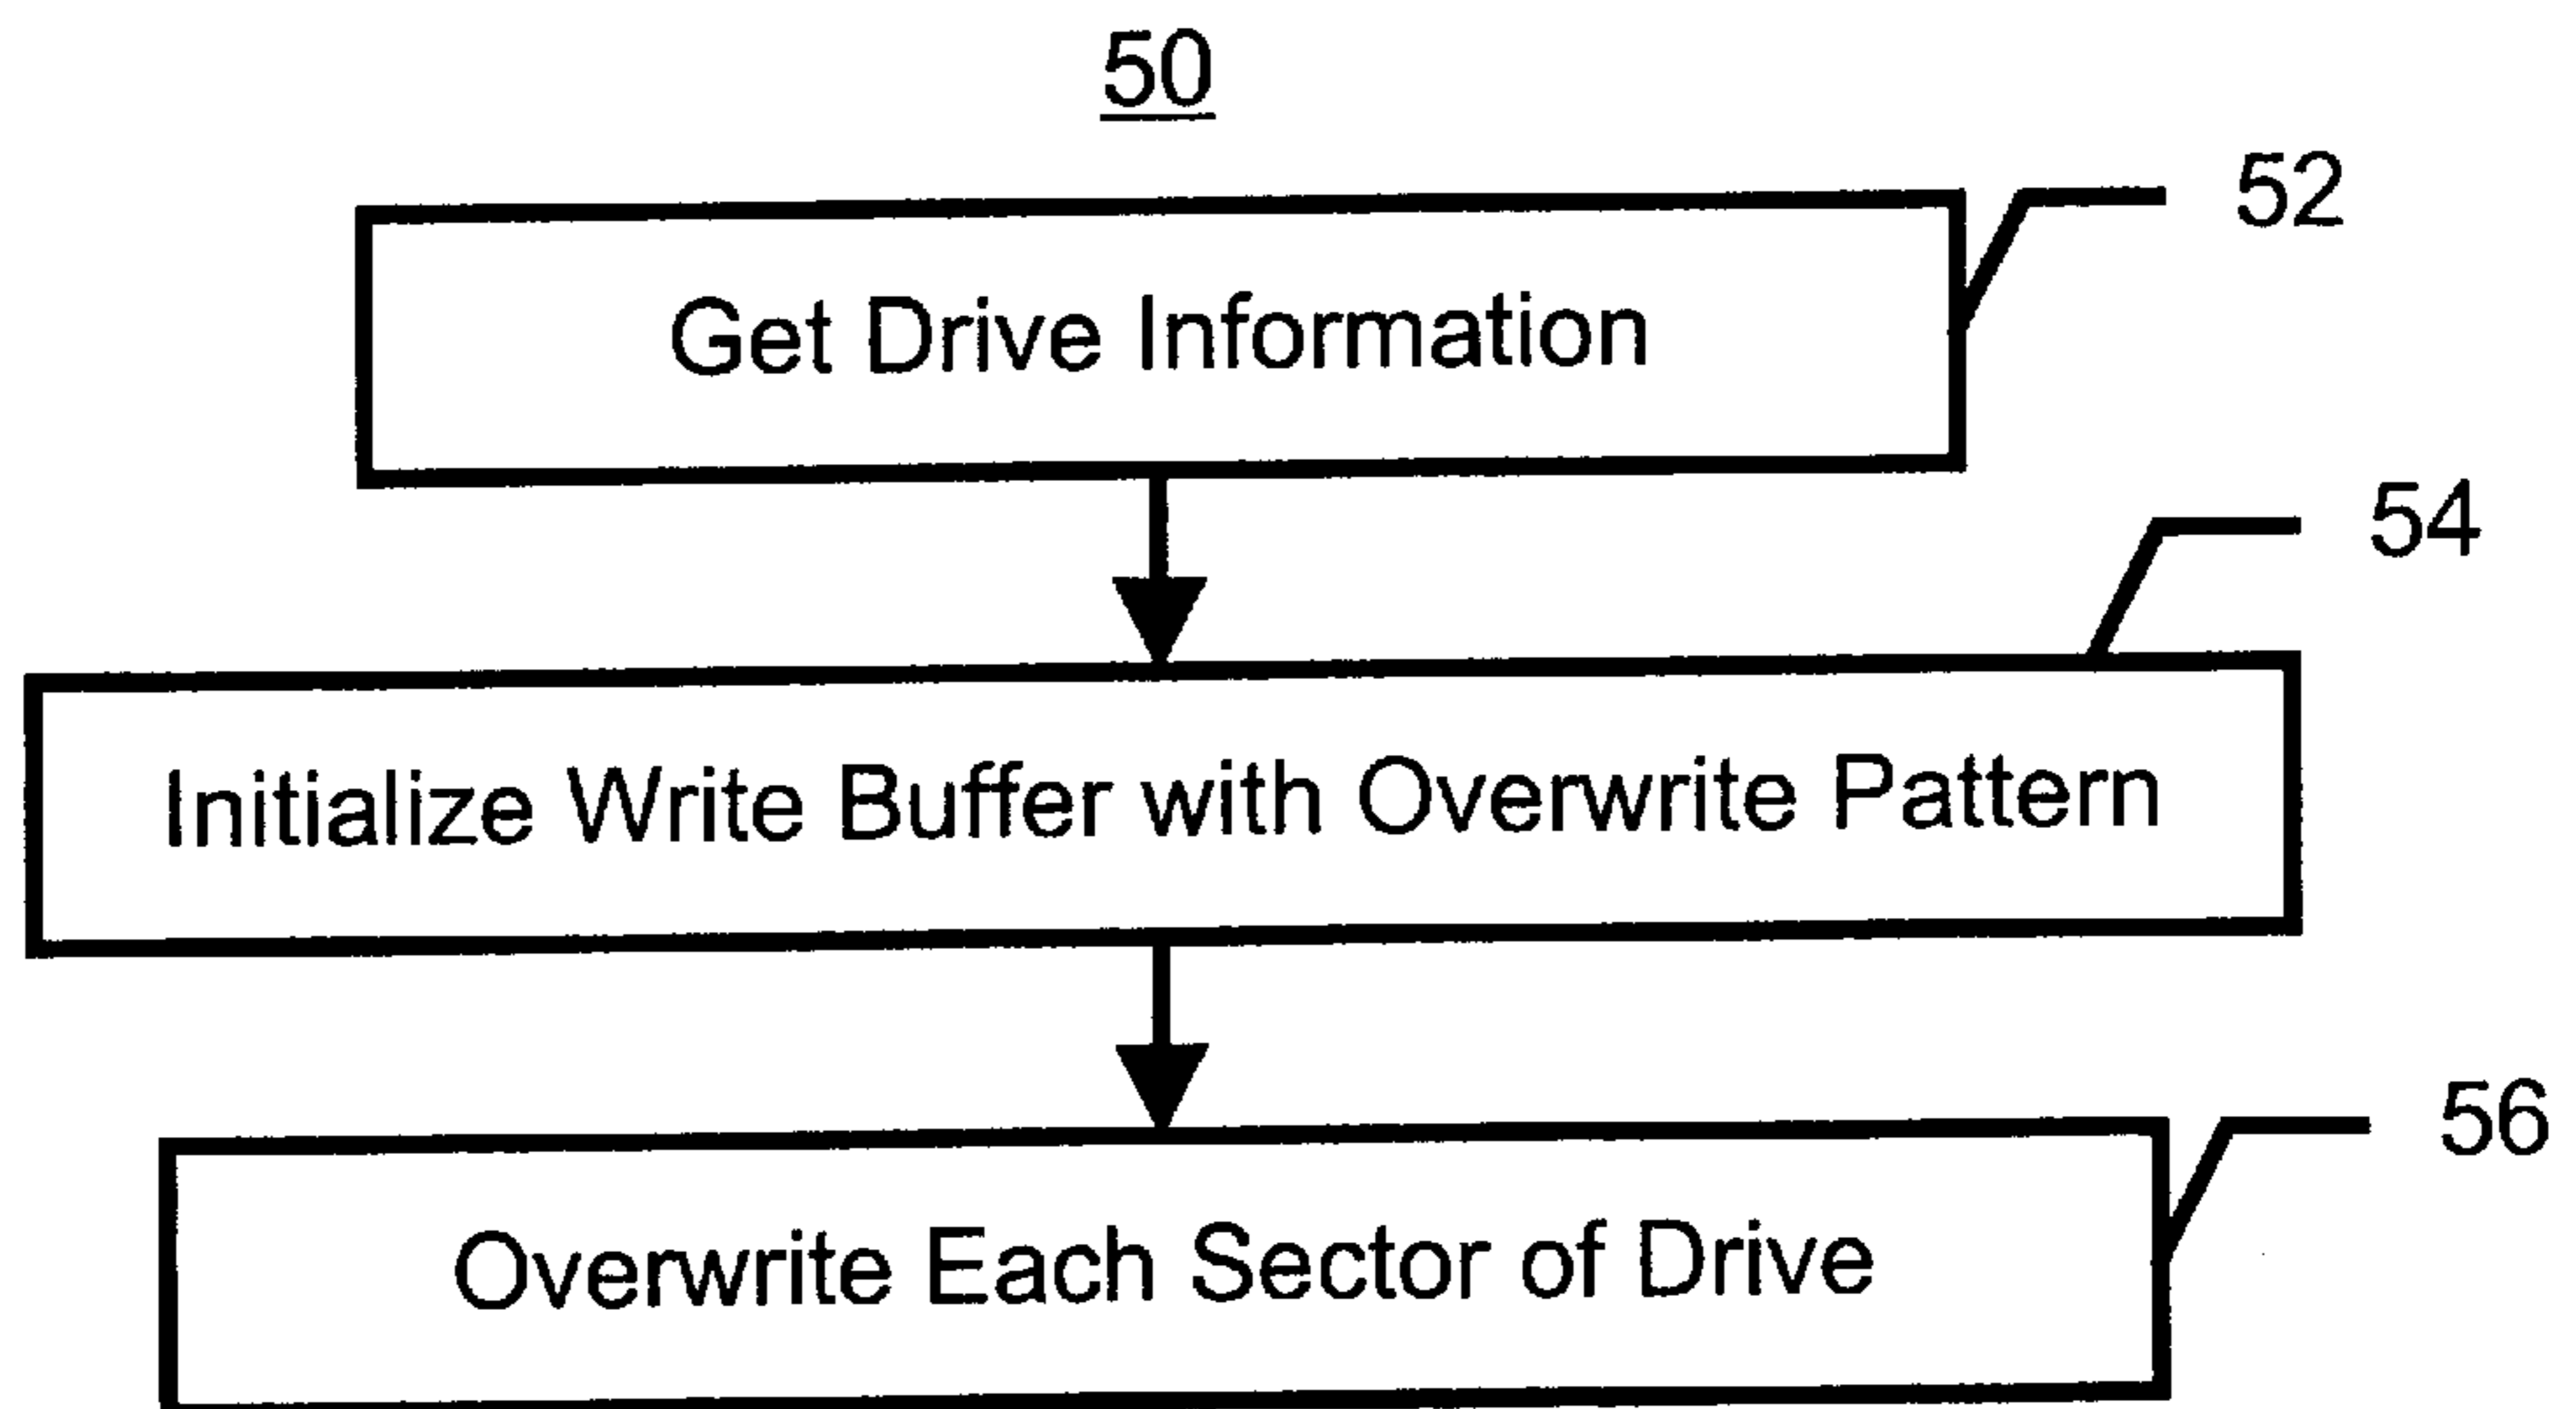 50
52
Get Drive Information
54
Initialize Write Buffer with Overwrite Pattern
56
Overwrite Each Sector of Drive